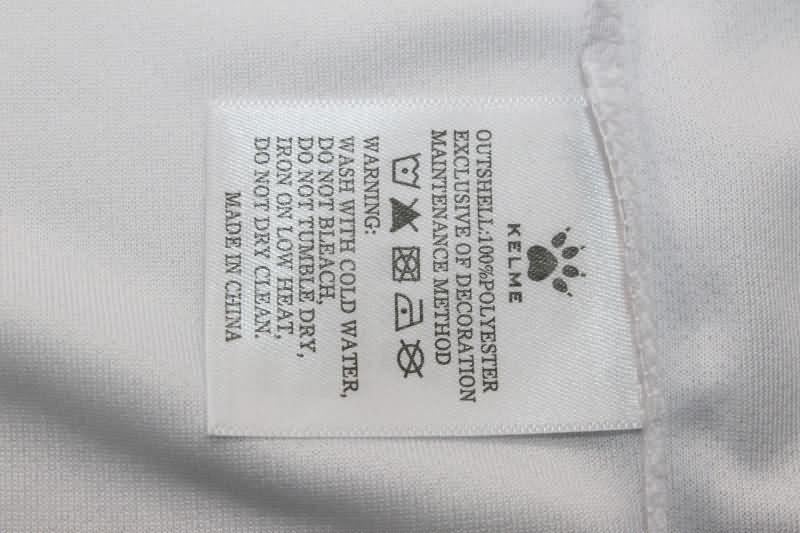 KELME
OUTSHELL:100%POLYESTER
EXCLUSIVE OF DECORATION
MAINTENANCE METHOD
WARNING:
WASH WITH COLD WATER,
DO NOT BLEACH,
DO NOT TUMBLE DRY,
IRON ON LOW HEAT,
DO NOT DRY CLEAN.
MADE IN CHINA